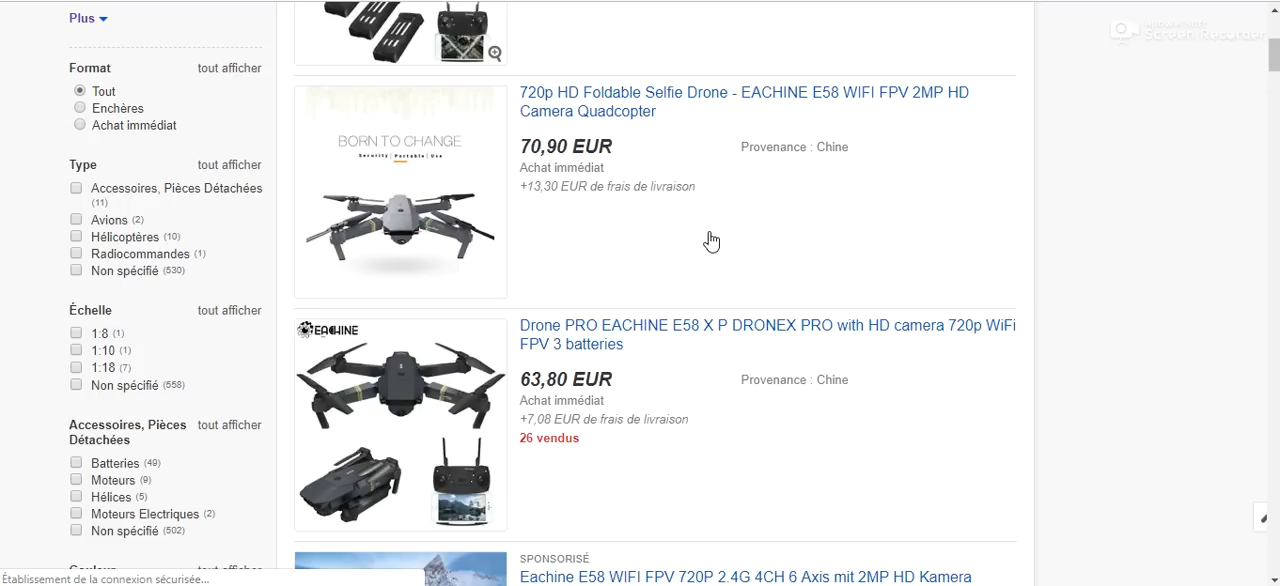 Plus
Format tout afficher
Tout
Enchères
Achat immédiat
Type tout afficher
Accessoires, Pièces Détachées
(11)
Avions (2)
Hélicoptères (10)
Radiocommandes (1)
Non spécifié (530)
Échelle tout afficher
1:8 (1)
1:10 (1)
1:18 (7)
Non spécifié (558)
Accessoires, Pièces tout afficher
Détachées
Batteries (49)
Moteurs (9)
Hélices (5)
Moteurs Electriques (2)
Non spécifié (502)
Établissement de la connexion sécurisée...
BORN TO CHANGE
Security | Portable | Use
720p HD Foldable Selfie Drone - EACHINE E58 WIFI FPV 2MP HD
Camera Quadcopter
70,90 EUR Provenance : Chine
Achat immédiat
+13,30 EUR de frais de livraison
EACHINE
Drone PRO EACHINE E58 X P DRONEX PRO with HD camera 720p WiFi
FPV 3 batteries
63,80 EUR Provenance : Chine
Achat immédiat
+7,08 EUR de frais de livraison
26 vendus
SPONSORISÉ
Eachine E58 WIFI FPV 720P 2.4G 4CH 6 Axis mit 2MP HD Kamera
Screen Recorder